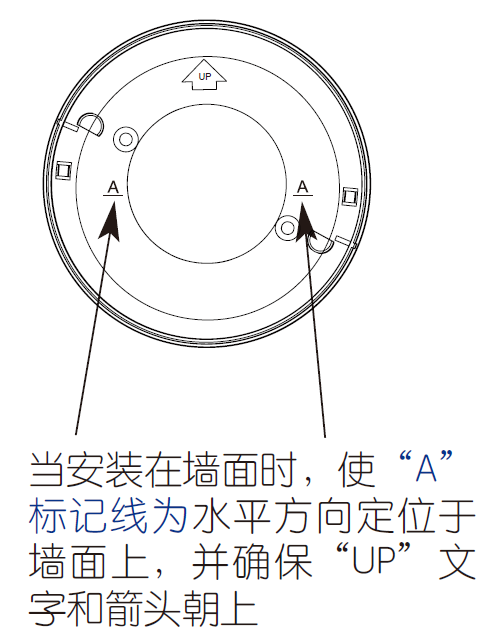 UP
A
A
当安装在墙面时，使“A”
标记线为水平方向定位于
墙面上，并确保“UP”文
字和箭头朝上